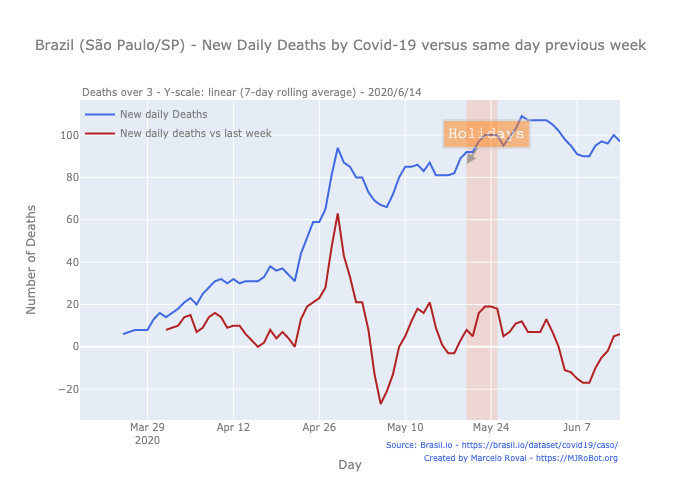 Brazil (São Paulo/SP) - New Daily Deaths by Covid-19 versus same day previous week
Deaths over 3 - Y-scale: linear (7-day rolling average) - 2020/6/14
New daily Deaths
New daily deaths vs last week
Holidays
Number of Deaths
100
80
60
40
20
0
−20
Mar 29
2020
Apr 12
Apr 26
May 10
May 24
Jun 7
Source: Brasil.io - https://brasil.io/dataset/covid19/caso/
Created by Marcelo Rovai - https://MJRoBot.org
Day